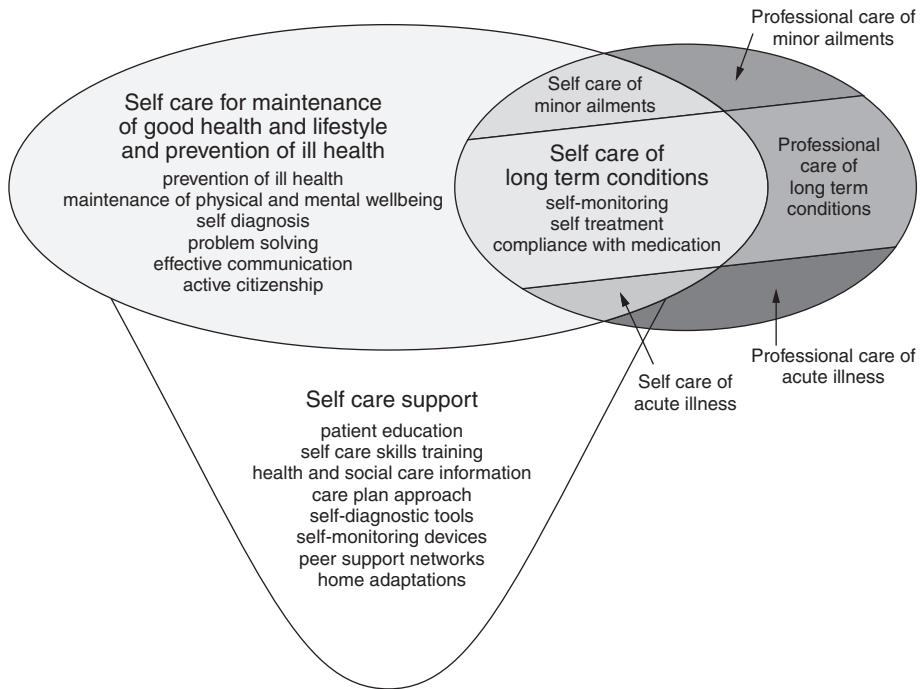 Professional care of
minor ailments
Self care of
minor ailments
Self care for maintenance
of good health and lifestyle
and prevention of ill health
prevention of ill health
maintenance of physical and mental wellbeing
self diagnosis
problem solving
effective communication
active citizenship
Self care of
long term conditions
self-monitoring
self treatment
compliance with medication
Professional
care of
long term
conditions
Professional care of
acute illness
Self care of
acute illness
Self care support
patient education
self care skills training
health and social care information
care plan approach
self-diagnostic tools
self-monitoring devices
peer support networks
home adaptations